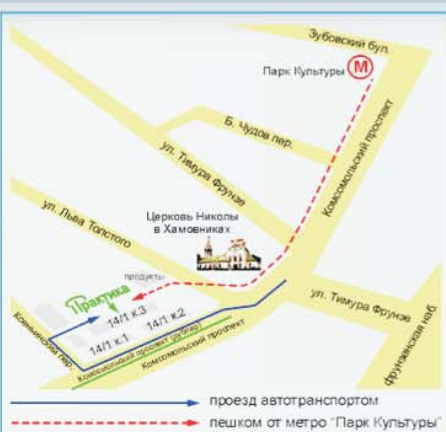 Зубовский бул.
Парк Культуры
М
Б. Чудов пер.
ул. Тимура Фрунзе
Комсомольский проспект
ул. Льва Толстого
Церковь Николы
в Хамовниках
продукты
Практика
14/1 к.3
14/1 к.2
14/1 к.1
ул. Тимура Фрунзе
фрунзенская наб.
Комсомольский проспект (дублер)
Комсомольский проспект
проезд автотранспортом
пешком от метро "Парк Культуры"